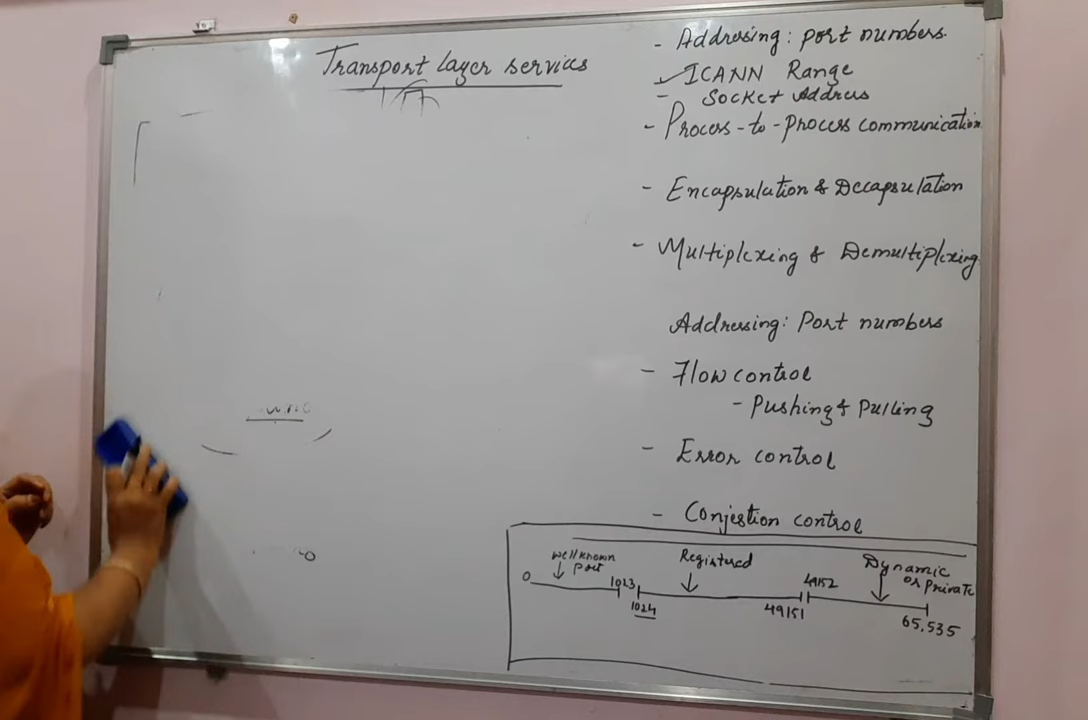 Transport layer services
- Addressing: port numbers.
ICANN Range
- Socket Address
- Process-to-Process communication
- Encapsulation & Decapsulation
- Multiplexing & Demultiplexing
Addressing: Port numbers
- Flow control
- Pushing & Pulling
- Error control
- Conjestion control
well known port
Registered
Dynamic or Private
0
1023
1024
49151
49152
65,535